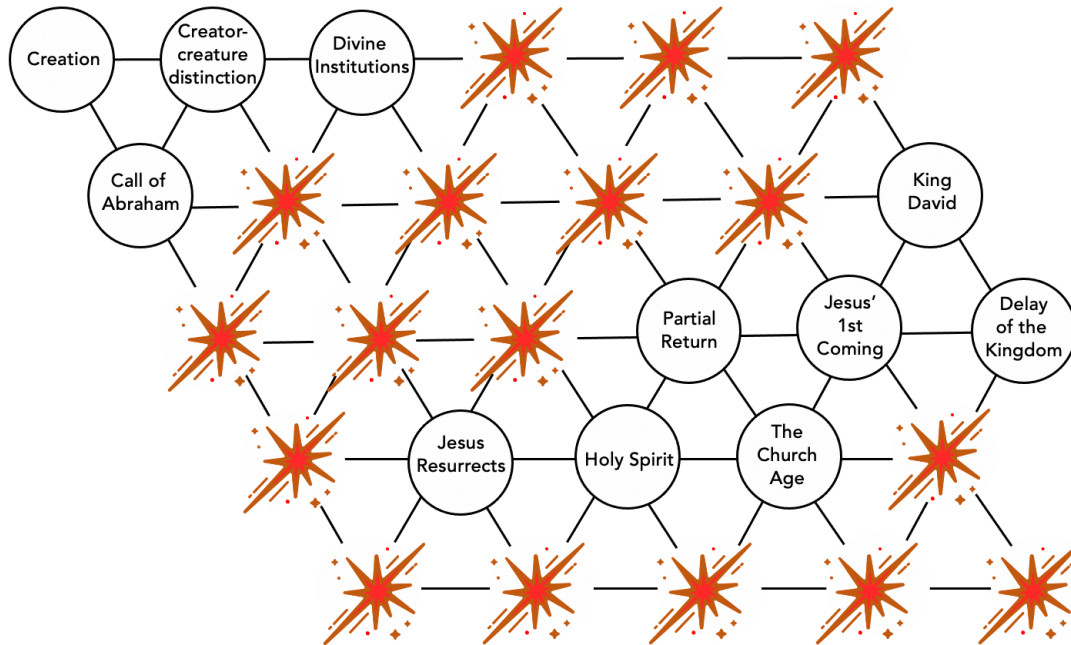 Creation
Creator-
creature
distinction
Divine
Institutions
Call of
Abraham
King
David
Partial
Return
Jesus’
1st
Coming
Delay
of the
Kingdom
Jesus
Resurrects
Holy Spirit
The
Church
Age